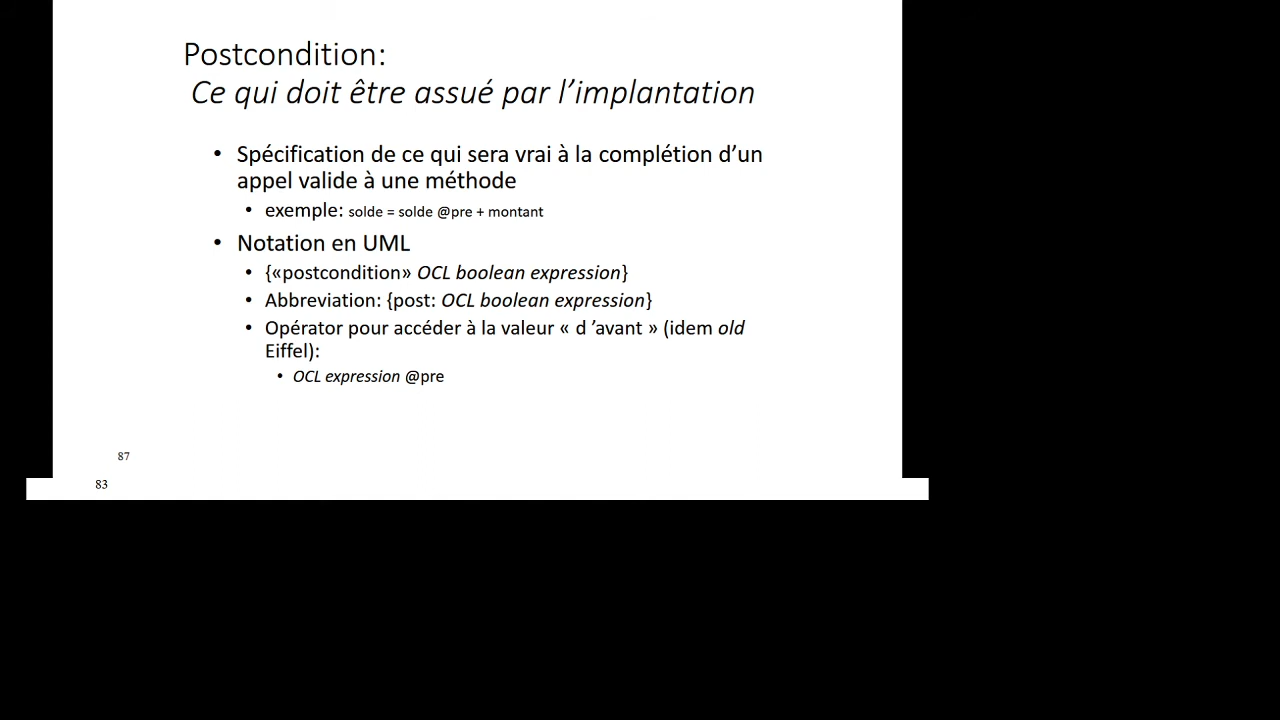 Postcondition:
Ce qui doit être assué par l’implantation
• Spécification de ce qui sera vrai à la complétion d’un
appel valide à une méthode
• exemple: solde = solde @pre + montant
• Notation en UML
• {«postcondition» OCL boolean expression}
• Abbreviation: {post: OCL boolean expression}
• Opérator pour accéder à la valeur « d ’avant » (idem old
Eiffel):
• OCL expression @pre
87
83